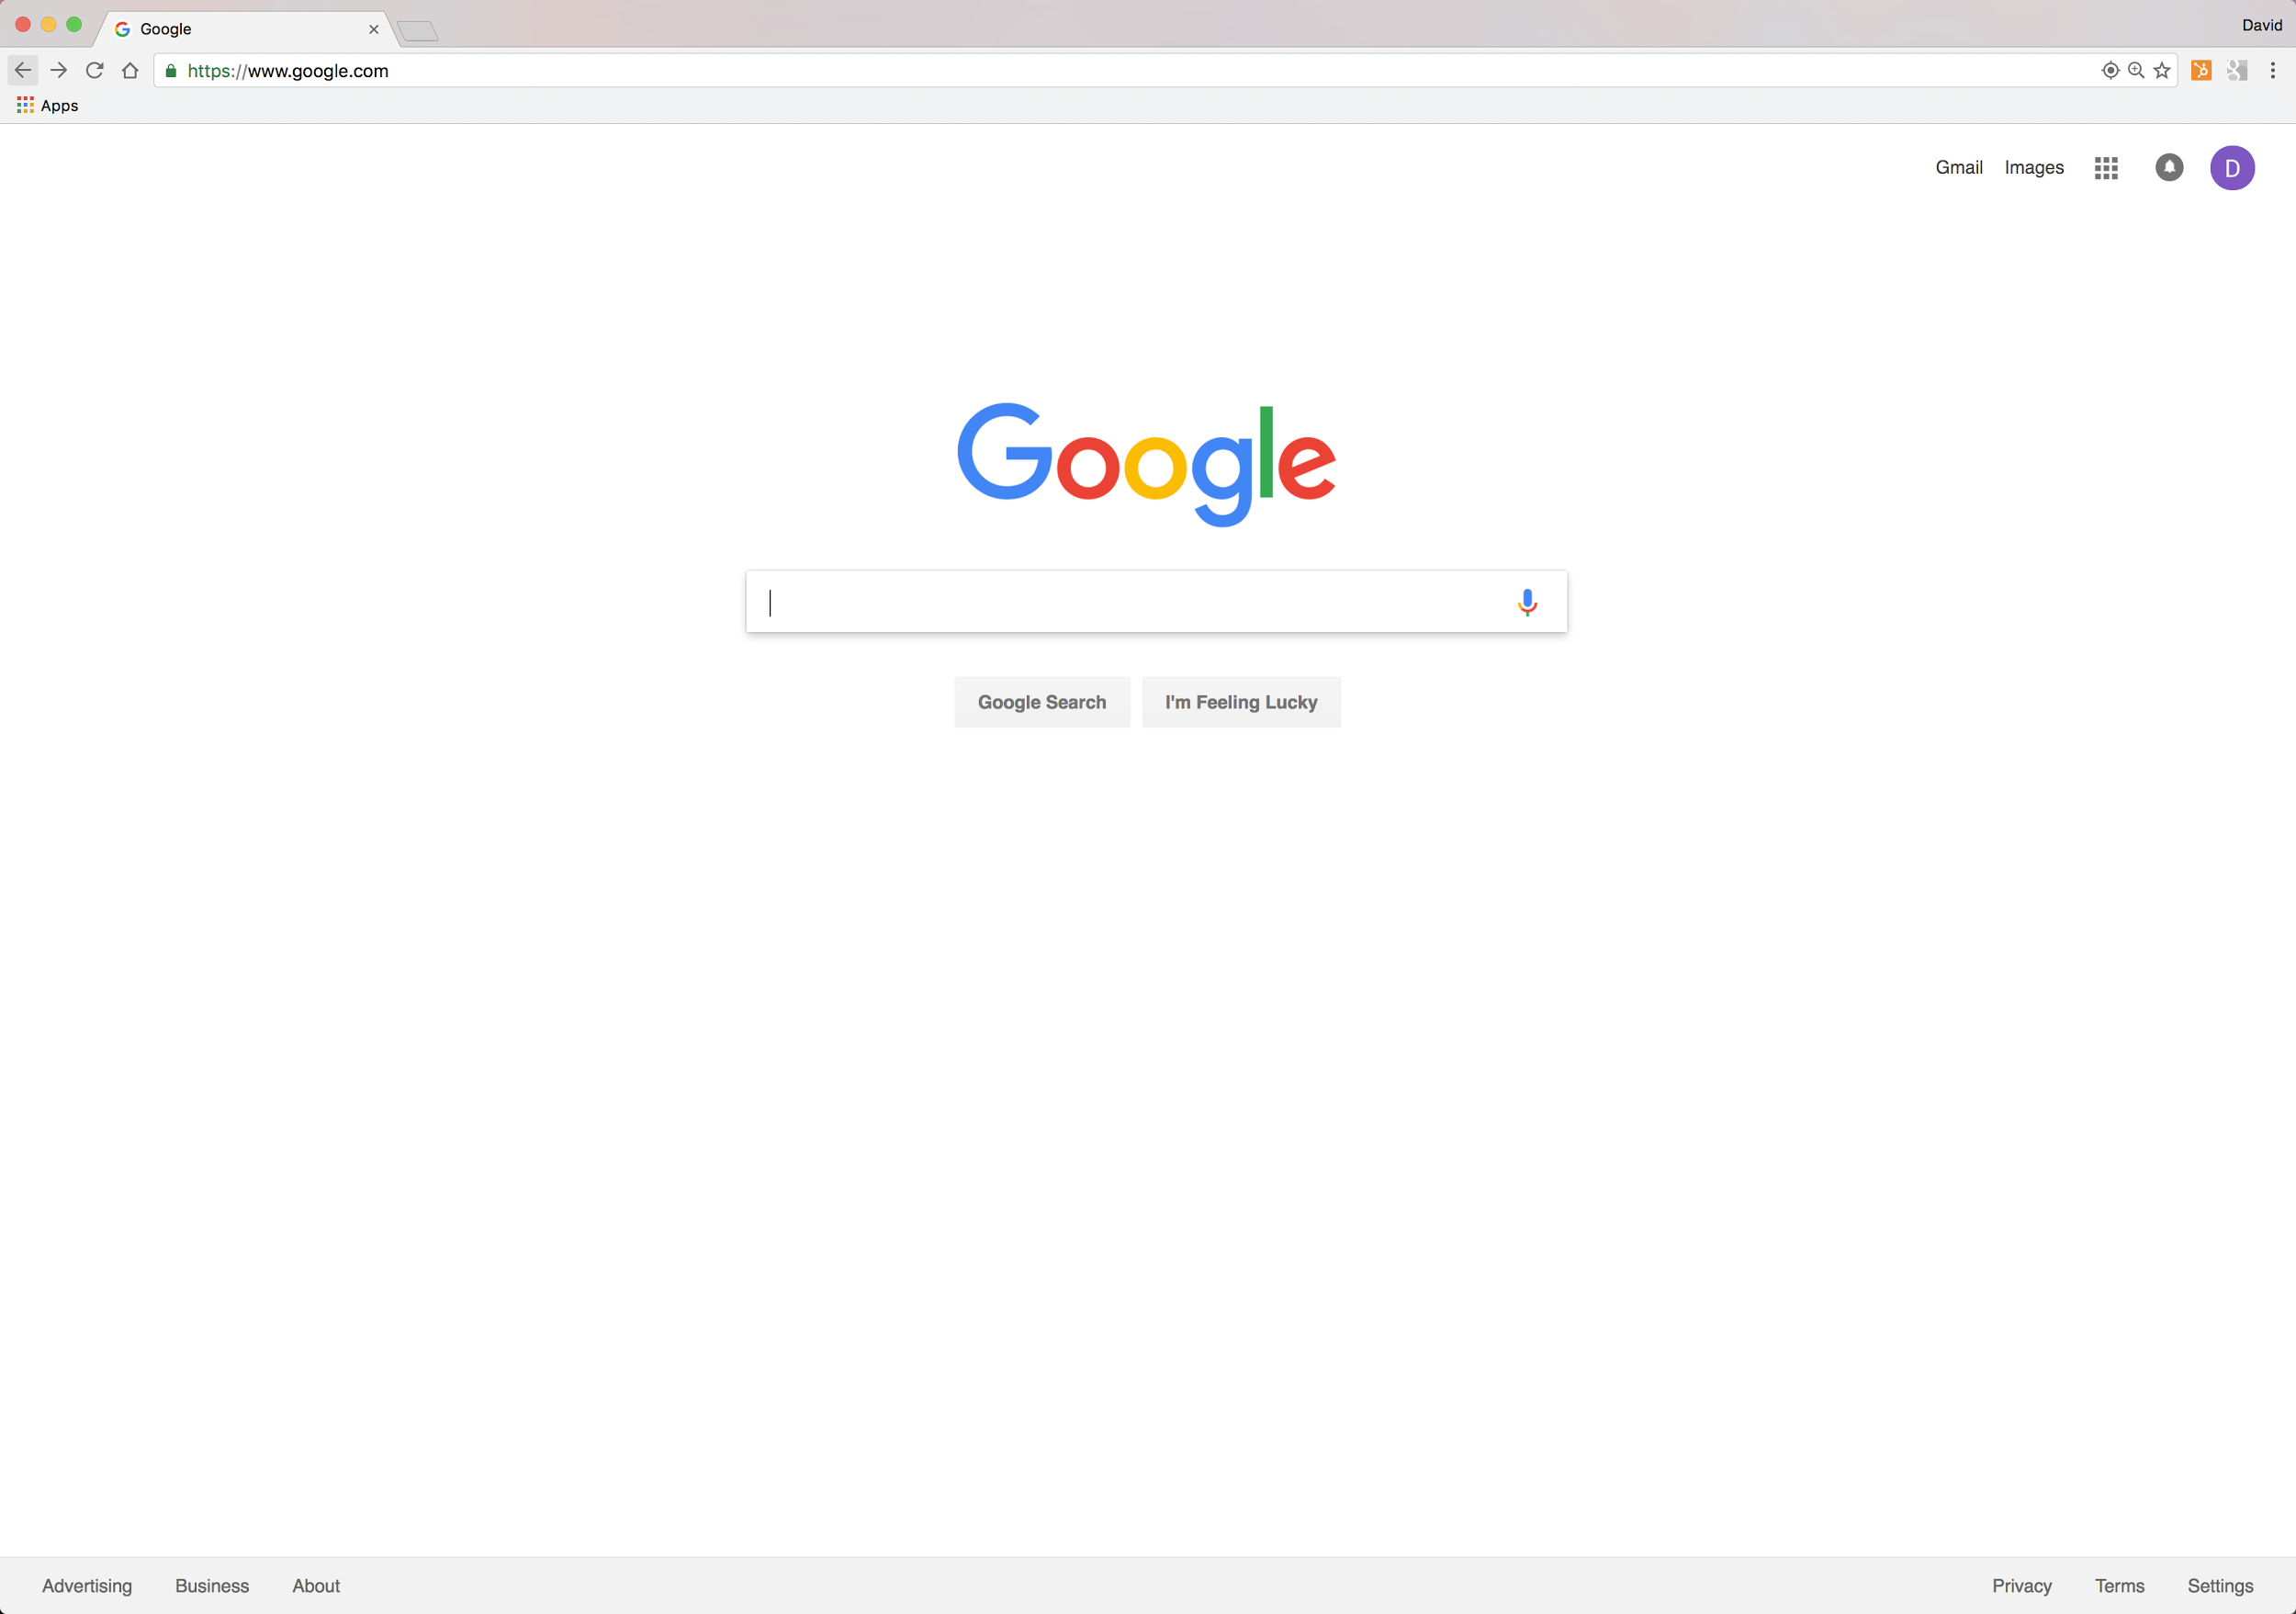 Google
David
https://www.google.com
Apps
Gmail Images
D
Google
Google Search I'm Feeling Lucky
Advertising Business About Privacy Terms Settings